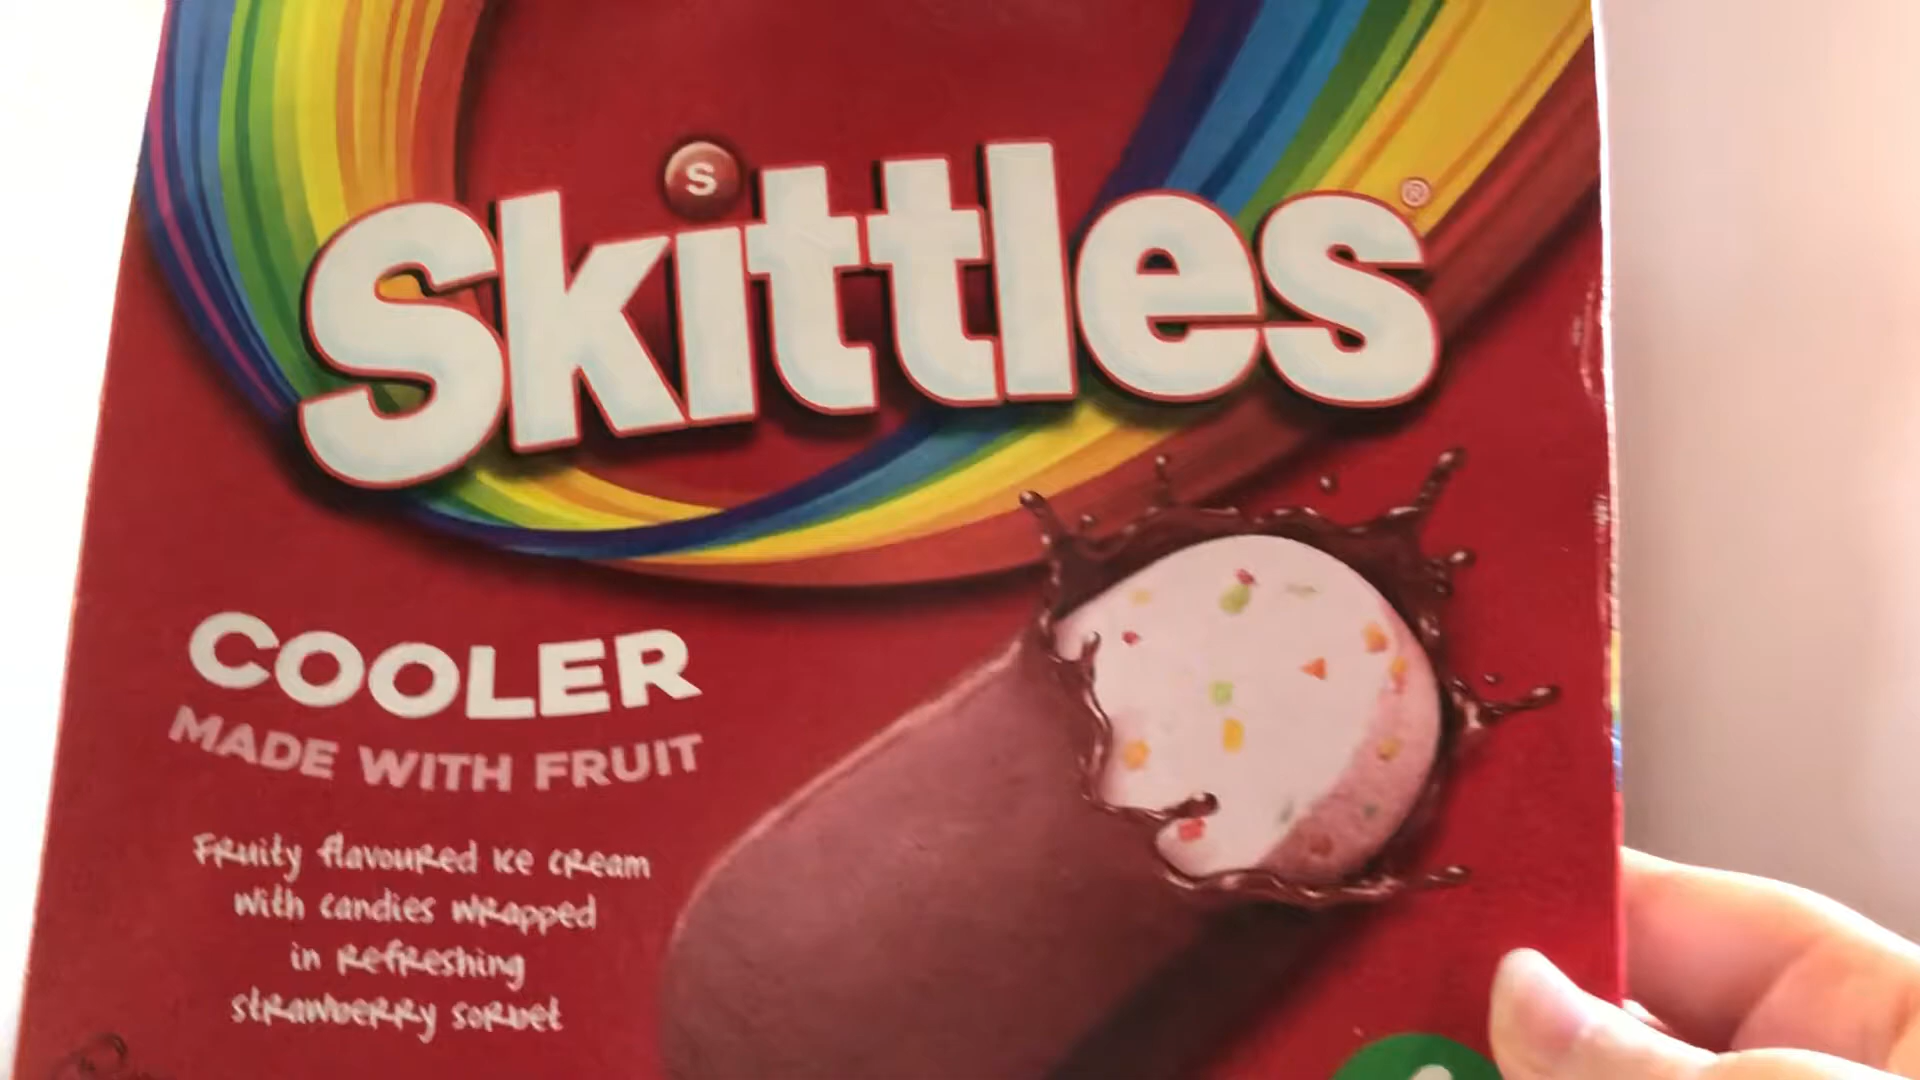 S
Skittles®
COOLER
MADE WITH FRUIT
Fruity flavoured ice cream
with candies wrapped
in refreshing
strawberry sorbet